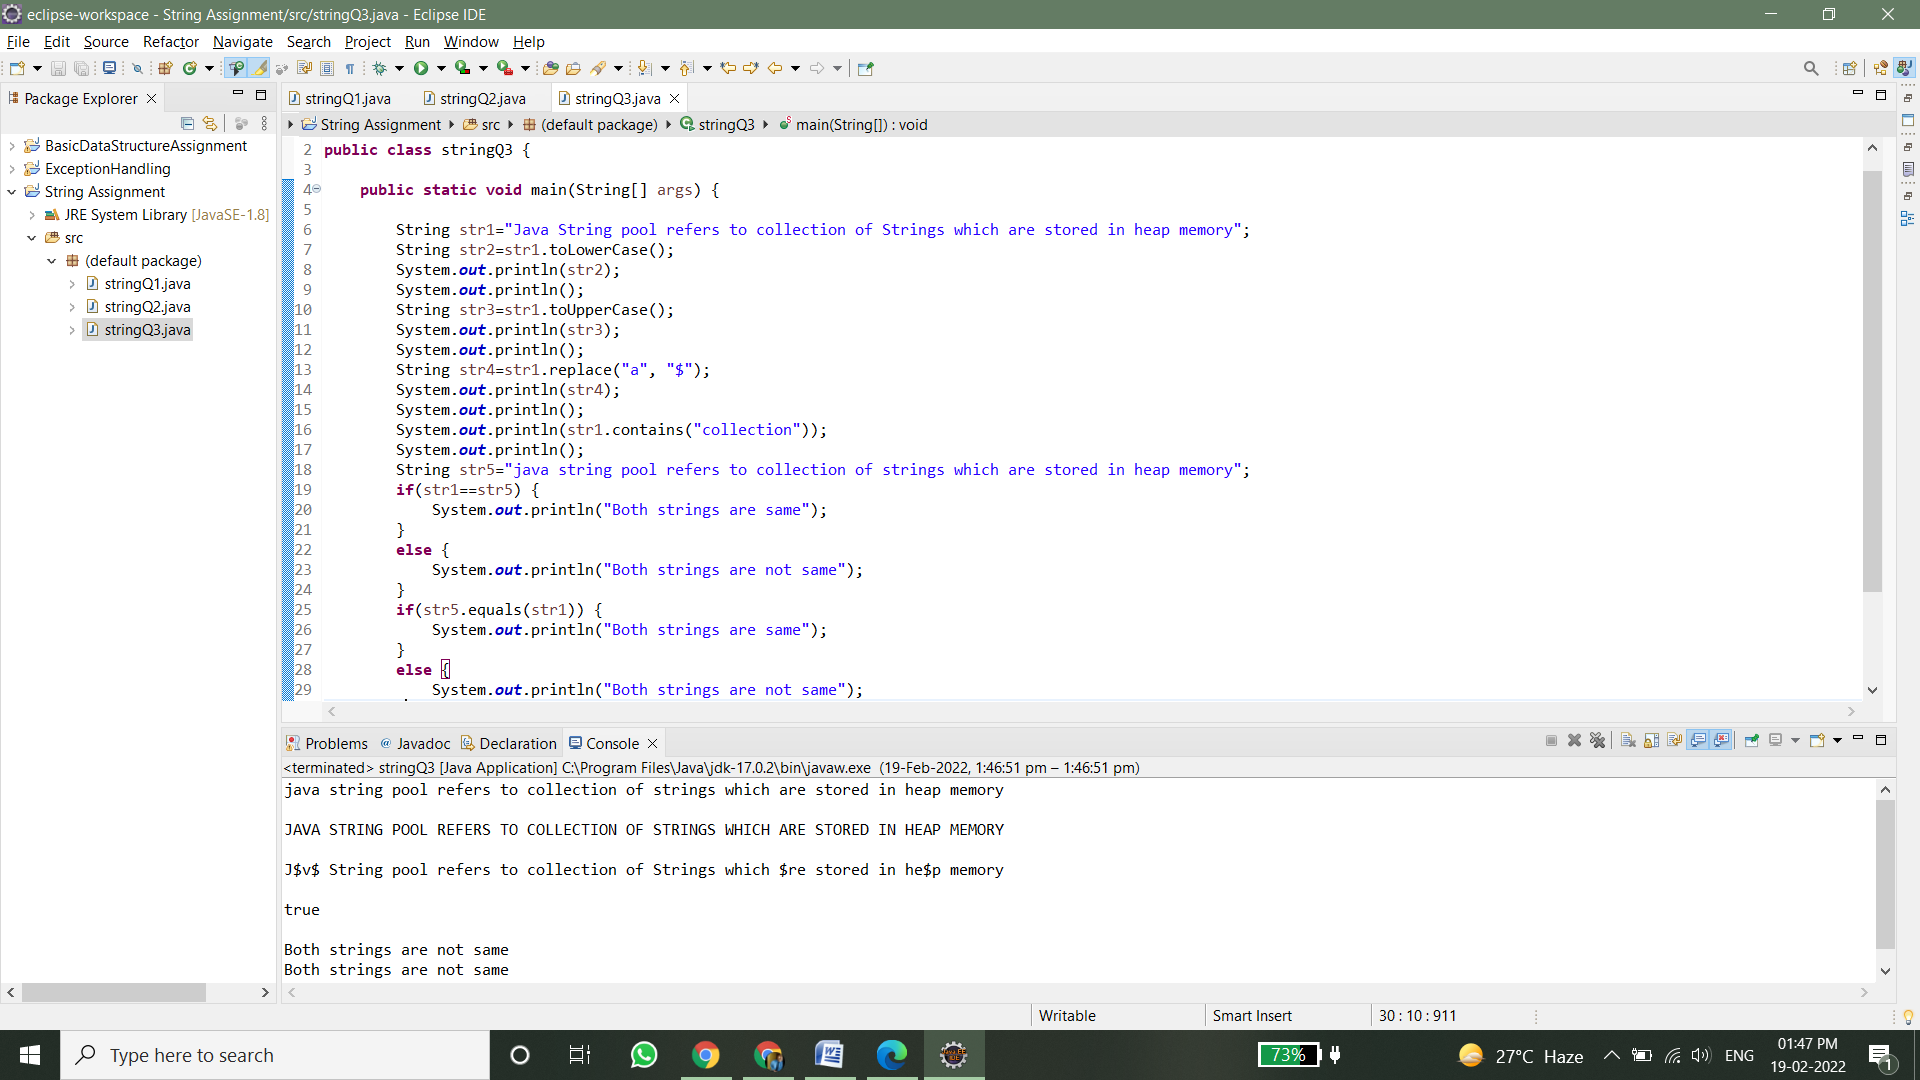 eclipse-workspace - String Assignment/src/stringQ3.java - Eclipse IDE
File Edit Source Refactor Navigate Search Project Run Window Help
Package Explorer
stringQ1.java stringQ2.java stringQ3.java
String Assignment src (default package) stringQ3 main(String[]) : void
BasicDataStructureAssignment
ExceptionHandling
String Assignment
JRE System Library [JavaSE-1.8]
src
(default package)
stringQ1.java
stringQ2.java
stringQ3.java
2 public class stringQ3 {
3
4 public static void main(String[] args) {
5
6 String str1="Java String pool refers to collection of Strings which are stored in heap memory";
7 String str2=str1.toLowerCase();
8 System.out.println(str2);
9 System.out.println();
10 String str3=str1.toUpperCase();
11 System.out.println(str3);
12 System.out.println();
13 String str4=str1.replace("a", "$");
14 System.out.println(str4);
15 System.out.println();
16 System.out.println(str1.contains("collection"));
17 System.out.println();
18 String str5="java string pool refers to collection of strings which are stored in heap memory";
19 if(str1==str5) {
20 System.out.println("Both strings are same");
21 }
22 else {
23 System.out.println("Both strings are not same");
24 }
25 if(str5.equals(str1)) {
26 System.out.println("Both strings are same");
27 }
28 else {
29 System.out.println("Both strings are not same");
Problems @ Javadoc Declaration Console
<terminated> stringQ3 [Java Application] C:\Program Files\Java\jdk-17.0.2\bin\javaw.exe (19-Feb-2022, 1:46:51 pm – 1:46:51 pm)
java string pool refers to collection of strings which are stored in heap memory
JAVA STRING POOL REFERS TO COLLECTION OF STRINGS WHICH ARE STORED IN HEAP MEMORY
J$v$ String pool refers to collection of Strings which $re stored in he$p memory
true
Both strings are not same
Both strings are not same
Writable Smart Insert 30 : 10 : 911
Type here to search
73%
27°C Haze
ENG
01:47 PM
19-02-2022
1